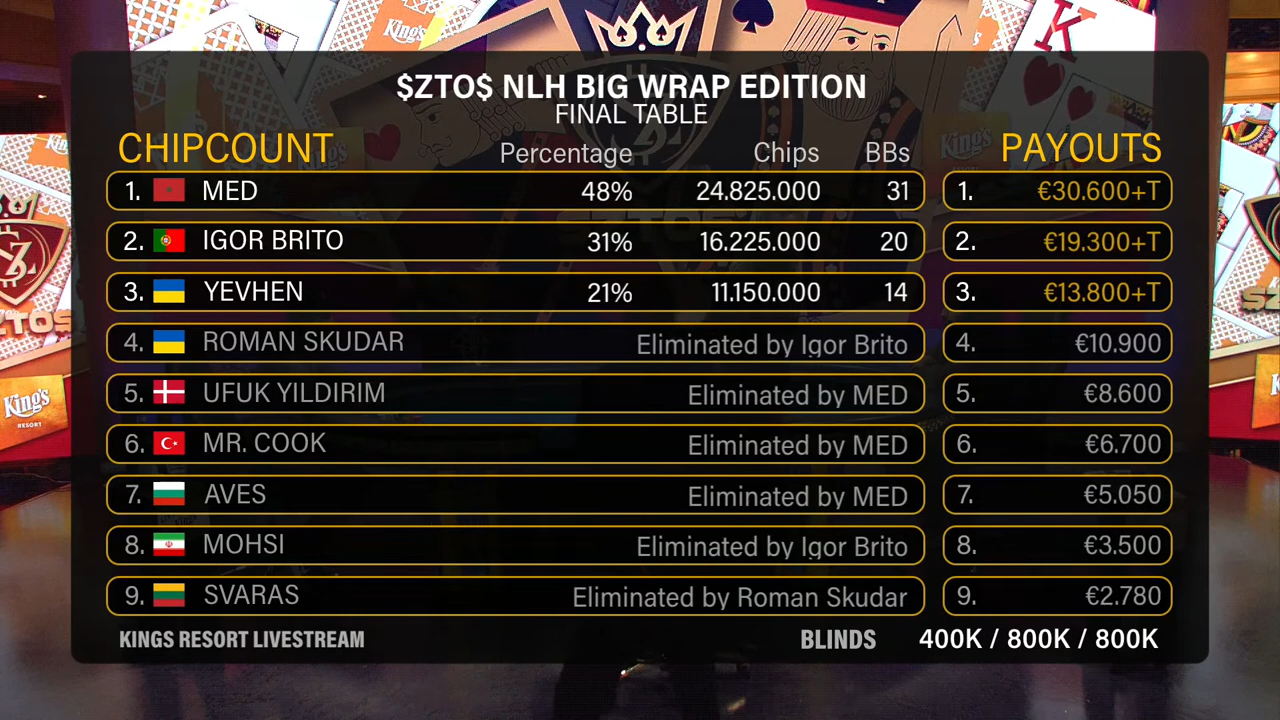 $ZTO$ NLH BIG WRAP EDITION
FINAL TABLE
CHIPCOUNT Percentage Chips BBs PAYOUTS
1. MED 48% 24.825.000 31 1. €30.600+T
2. IGOR BRITO 31% 16.225.000 20 2. €19.300+T
3. YEVHEN 21% 11.150.000 14 3. €13.800+T
4. ROMAN SKUDAR Eliminated by Igor Brito 4. €10.900
5. UFUK YILDIRIM Eliminated by MED 5. €8.600
6. MR. COOK Eliminated by MED 6. €6.700
7. AVES Eliminated by MED 7. €5.050
8. MOHSI Eliminated by Igor Brito 8. €3.500
9. SVARAS Eliminated by Roman Skudar 9. €2.780
KINGS RESORT LIVESTREAM BLINDS 400K / 800K / 800K
King's
K
King's
RESORT